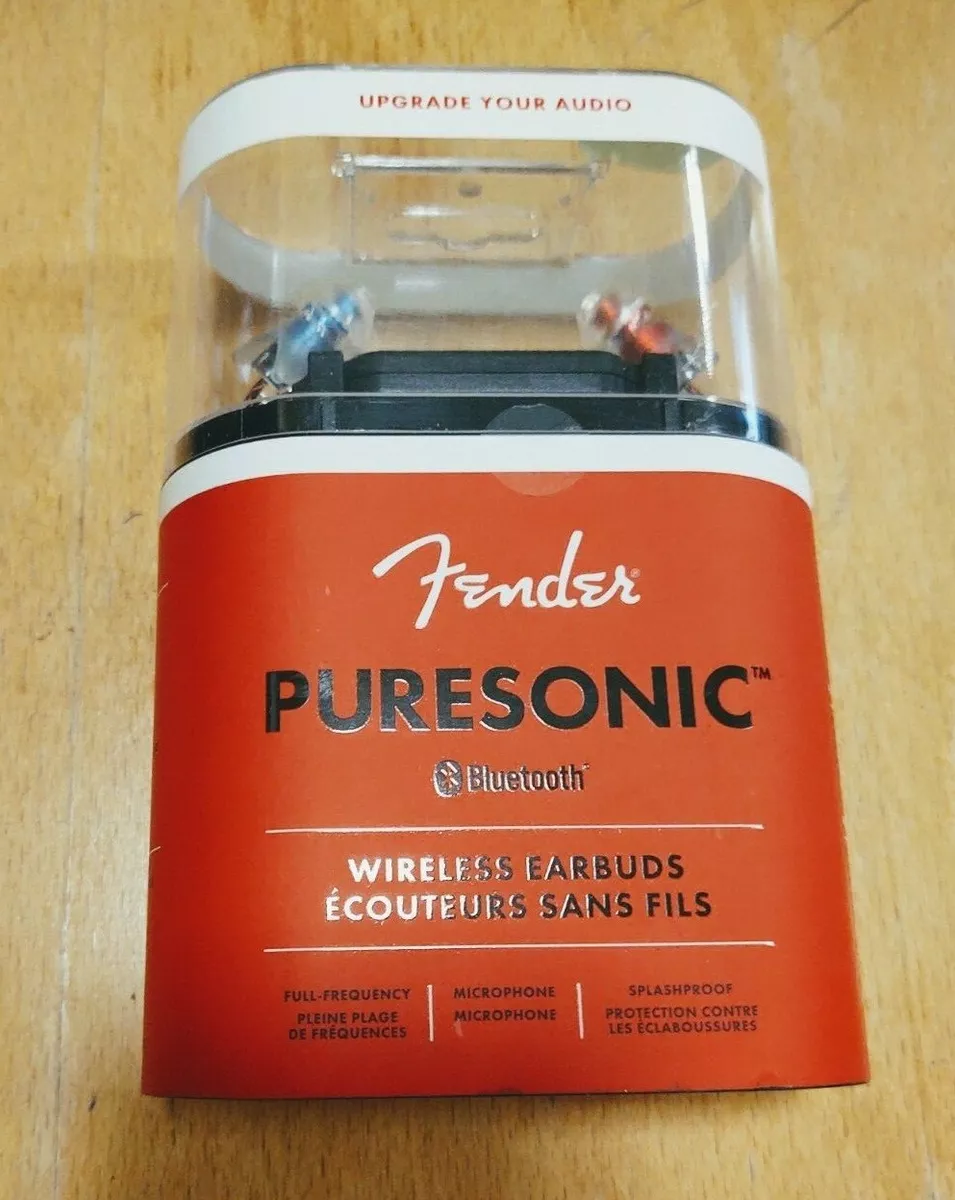 UPGRADE YOUR AUDIO
Fender®
PURESONIC™
Bluetooth®
WIRELESS EARBUDS
ÉCOUTEURS SANS FILS
FULL-FREQUENCY
PLEINE PLAGE
DE FRÉQUENCES
MICROPHONE
MICROPHONE
SPLASHPROOF
PROTECTION CONTRE
LES ÉCLABOUSSURES